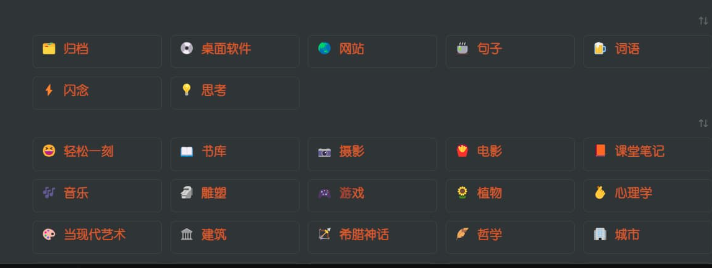 归档 桌面软件 网站 句子 词语
闪念 思考
轻松一刻 书库 摄影 电影 课堂笔记
音乐 雕塑 游戏 植物 心理学
当现代艺术 建筑 希腊神话 哲学 城市